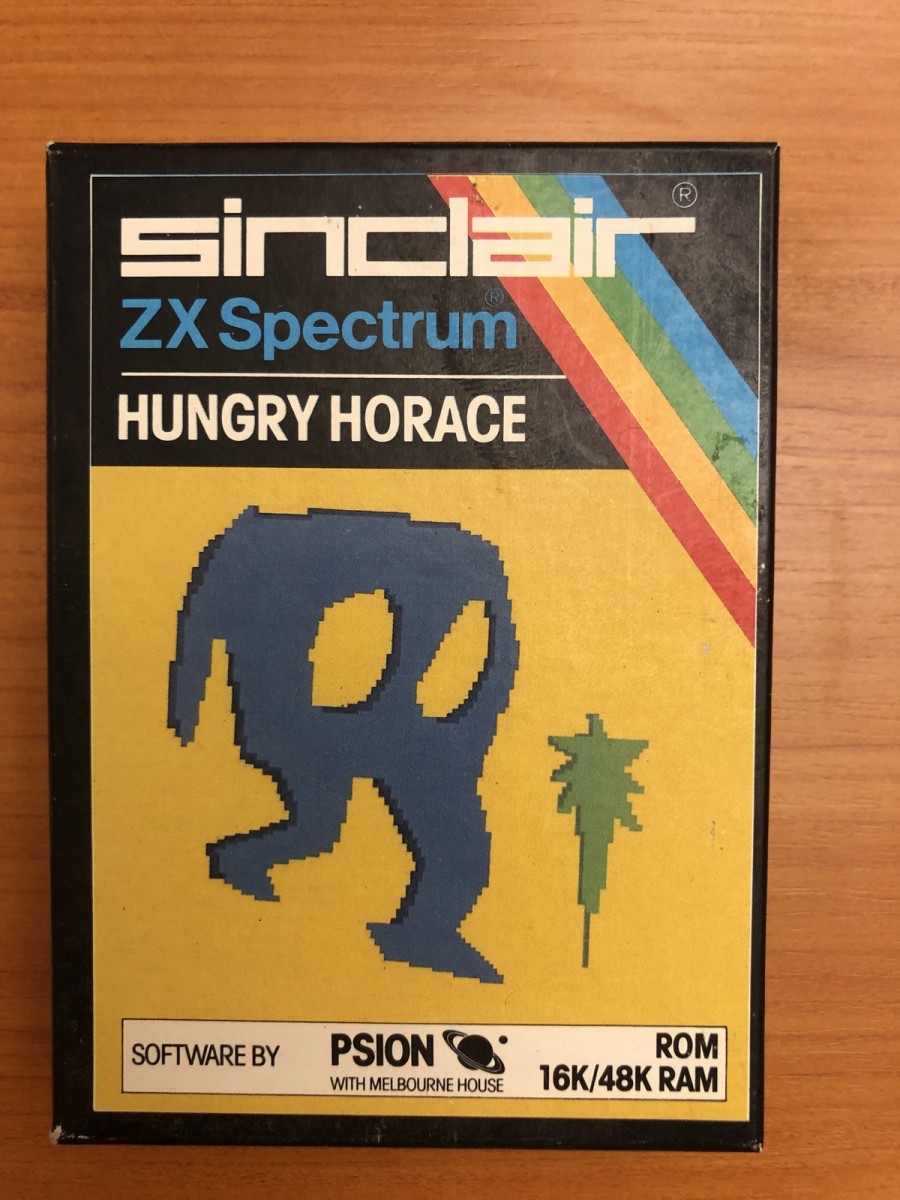 sinclair ®
ZX Spectrum ®
HUNGRY HORACE
SOFTWARE BY
PSION
WITH MELBOURNE HOUSE
ROM
16K/48K RAM